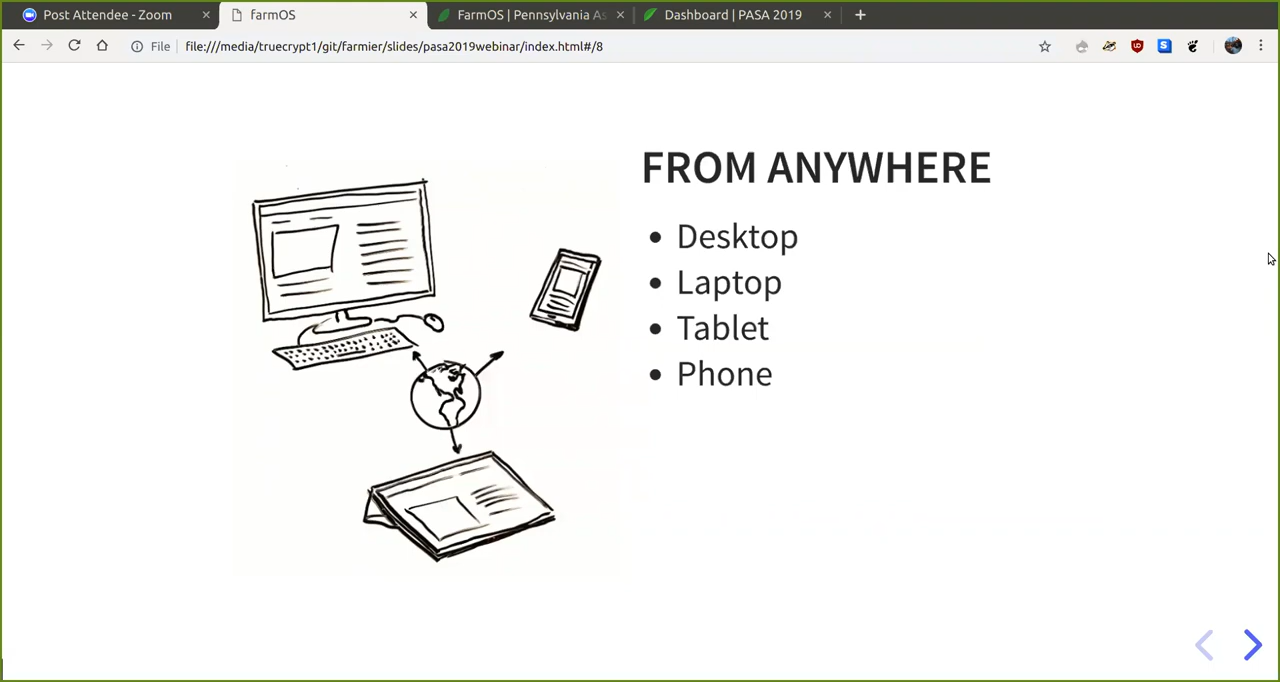 Post Attendee - Zoom
farmOS
FarmOS | Pennsylvania As
Dashboard | PASA 2019
File
file:///media/truecrypt1/git/farmier/slides/pasa2019webinar/index.html#/8
FROM ANYWHERE
Desktop
Laptop
Tablet
Phone